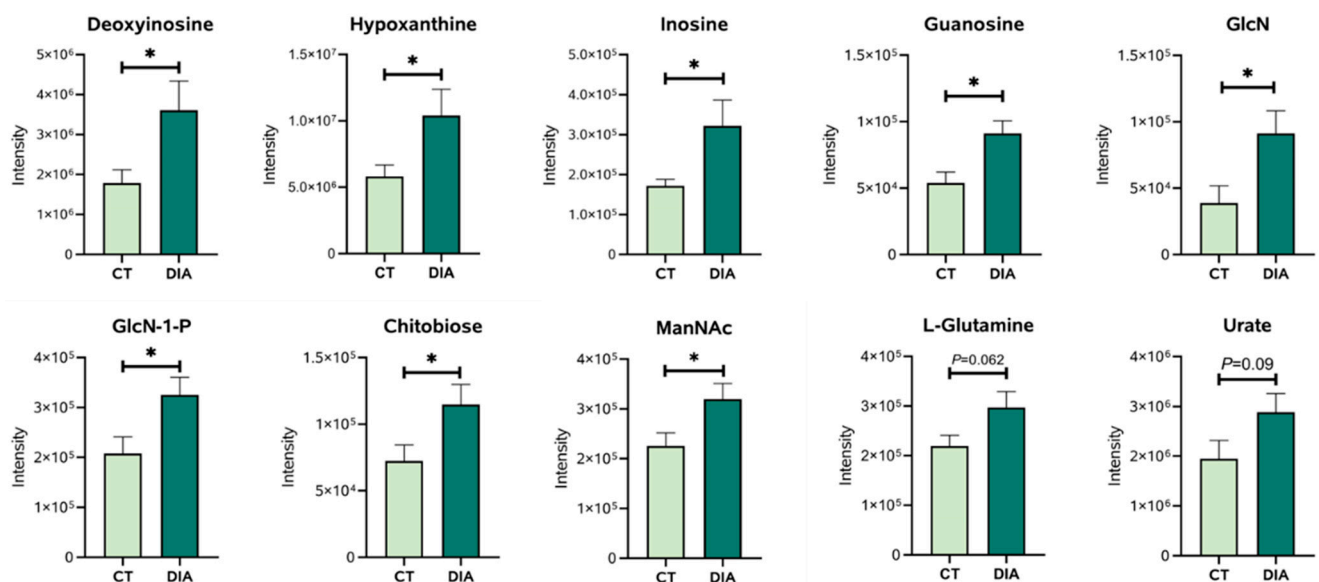 Deoxyinosine
*
5×10⁶
4×10⁶
3×10⁶
2×10⁶
1×10⁶
0
Intensity
CT DIA
Hypoxanthine
*
1.5×10⁷
1.0×10⁷
5.0×10⁶
0
Intensity
CT DIA
Inosine
*
5.0×10⁵
4.0×10⁵
3.0×10⁵
2.0×10⁵
1.0×10⁵
0
Intensity
CT DIA
Guanosine
*
1.5×10⁵
1×10⁵
5×10⁴
0
Intensity
CT DIA
GlcN
*
1.5×10⁵
1×10⁵
5×10⁴
0
Intensity
CT DIA
GlcN-1-P
*
4×10⁵
3×10⁵
2×10⁵
1×10⁵
0
Intensity
CT DIA
Chitobiose
*
1.5×10⁵
1×10⁵
5×10⁴
0
Intensity
CT DIA
ManNAc
*
4×10⁵
3×10⁵
2×10⁵
1×10⁵
0
Intensity
CT DIA
L-Glutamine
P=0.062
4×10⁵
3×10⁵
2×10⁵
1×10⁵
0
Intensity
CT DIA
Urate
P=0.09
4×10⁶
3×10⁶
2×10⁶
1×10⁶
0
Intensity
CT DIA